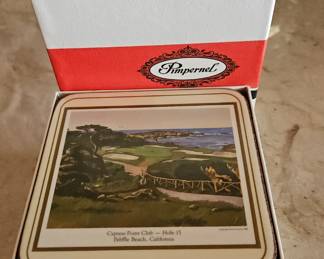 Pimpernel
Cypress Point Club — Hole 15
Pebble Beach, California